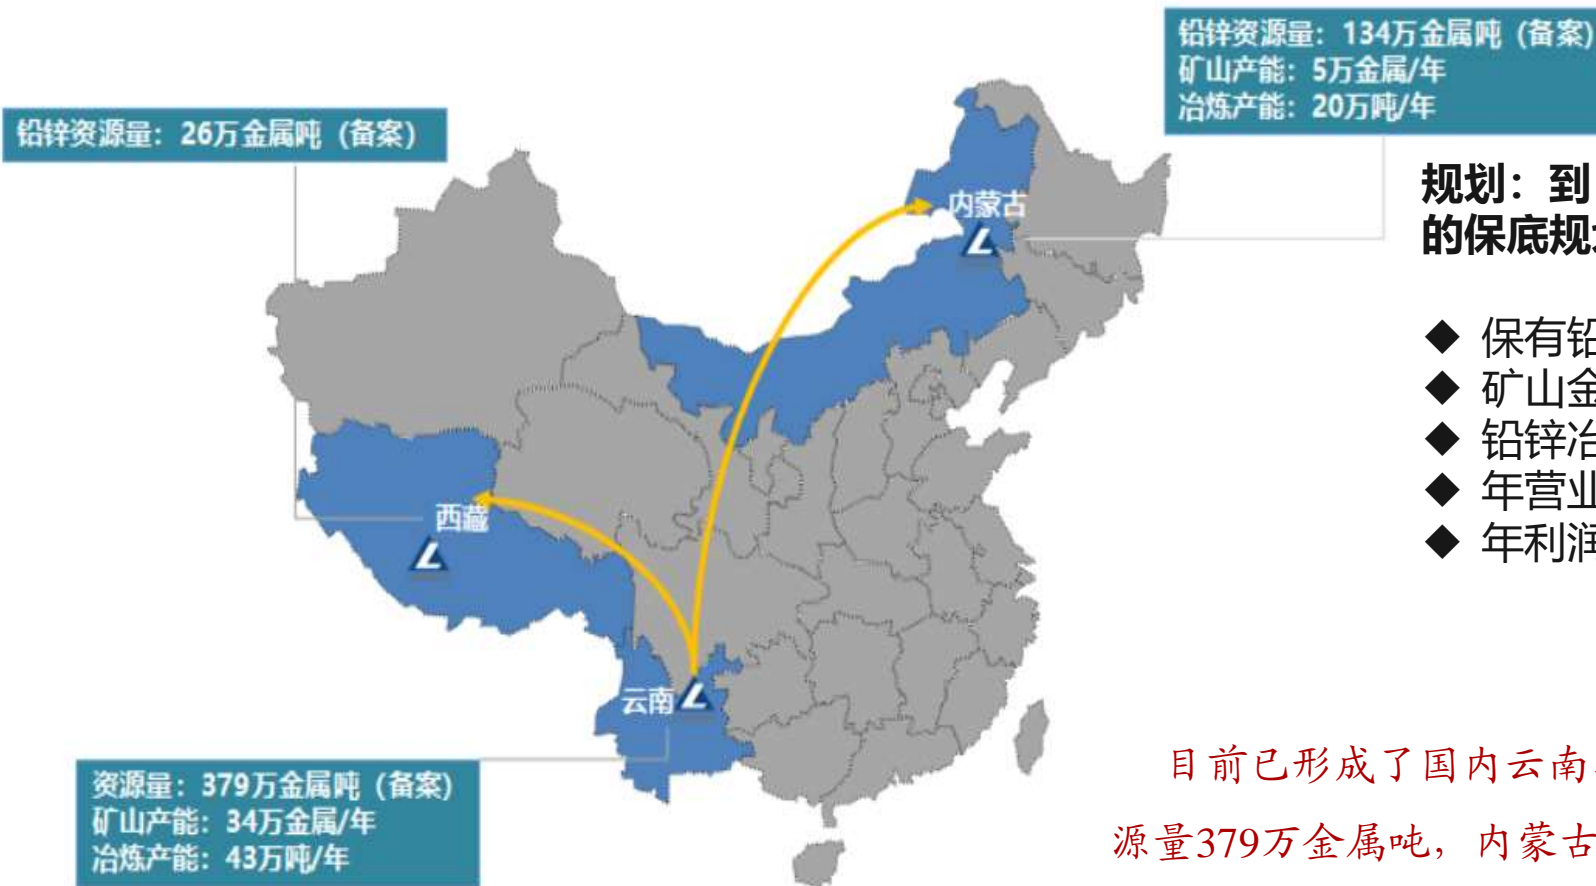 铅锌资源量：134万金属吨（备案）
矿山产能：5万金属/年
冶炼产能：20万吨/年
铅锌资源量：26万金属吨（备案）
规划：到
的保底规
内蒙古
◆ 保有铅
◆ 矿山金
◆ 铅锌冶
◆ 年营业
◆ 年利润
西藏
云南
资源量：379万金属吨（备案）
矿山产能：34万金属/年
冶炼产能：43万吨/年
目前已形成了国内云南
源量379万金属吨，内蒙古